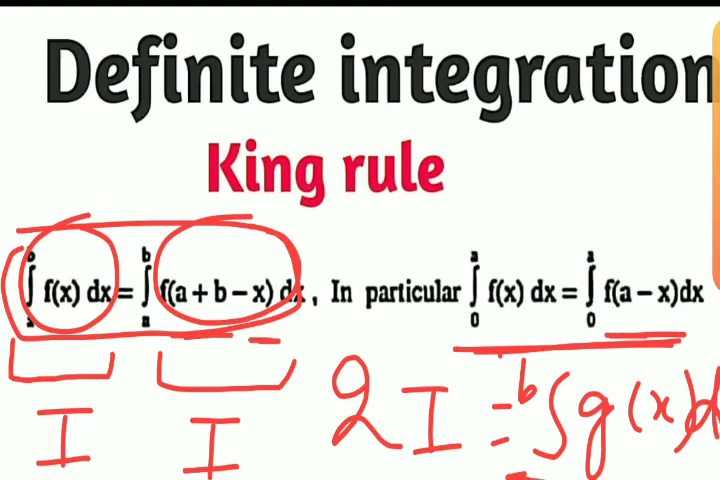 Definite integration
King rule
∫ₐᵇ f(x) dx = ∫ₐᵇ f(a + b – x) dx , In particular ∫₀ᵃ f(x) dx = ∫₀ᵃ f(a – x)dx
I I 2I = ᵇ∫g(x)d